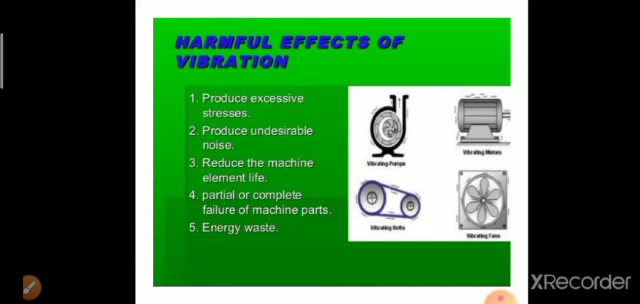 HARMFUL EFFECTS OF
VIBRATION
1. Produce excessive
stresses.
2. Produce undesirable
noise.
3. Reduce the machine
element life.
4. partial or complete
failure of machine parts.
5. Energy waste.
Vibrating Pumps
Vibrating Motors
Vibrating Belts
Vibrating Fans
XRecorder